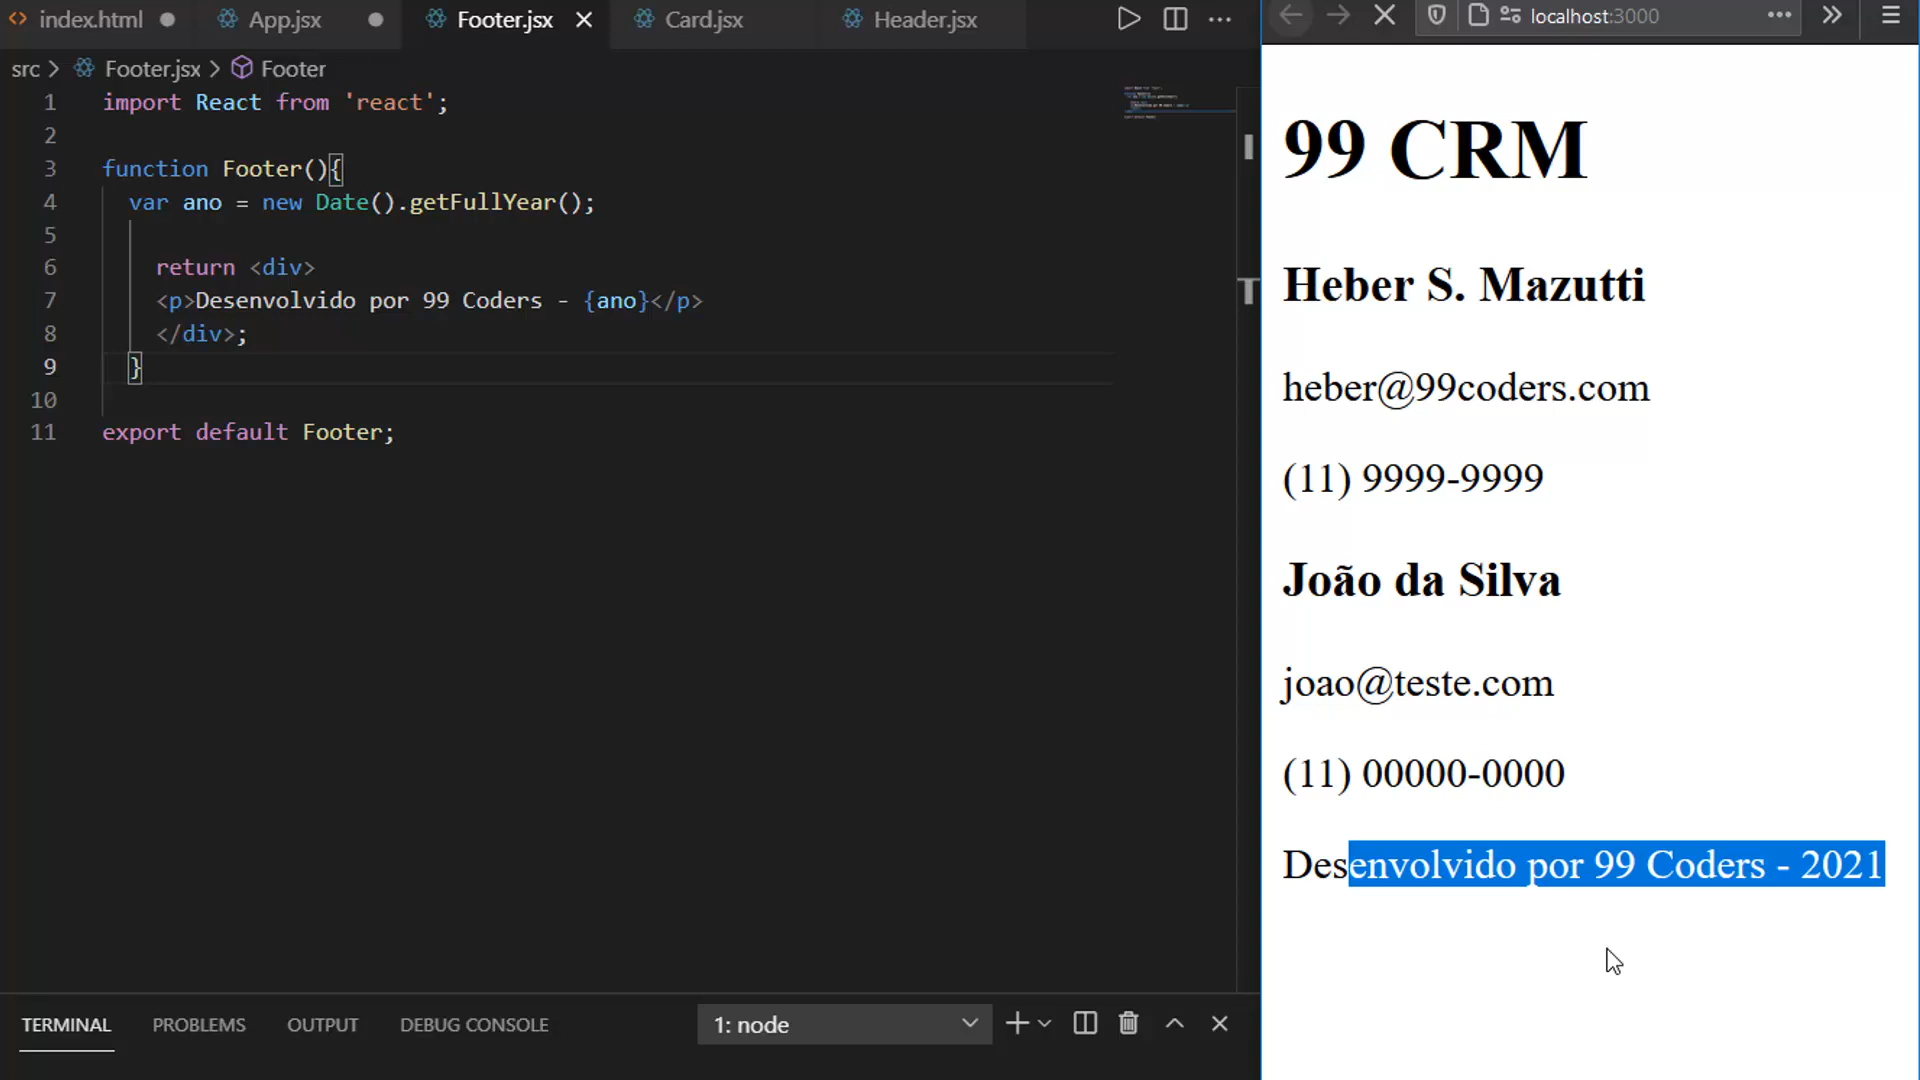 index.html
App.jsx
Footer.jsx
Card.jsx
Header.jsx
src > Footer.jsx > Footer
1 import React from 'react';
2
3 function Footer(){
4 var ano = new Date().getFullYear();
5
6 return <div>
7 <p>Desenvolvido por 99 Coders - {ano}</p>
8 </div>;
9 }
10
11 export default Footer;
TERMINAL PROBLEMS OUTPUT DEBUG CONSOLE
1: node
localhost:3000
99 CRM
Heber S. Mazutti
heber@99coders.com
(11) 9999-9999
João da Silva
joao@teste.com
(11) 00000-0000
Desenvolvido por 99 Coders - 2021